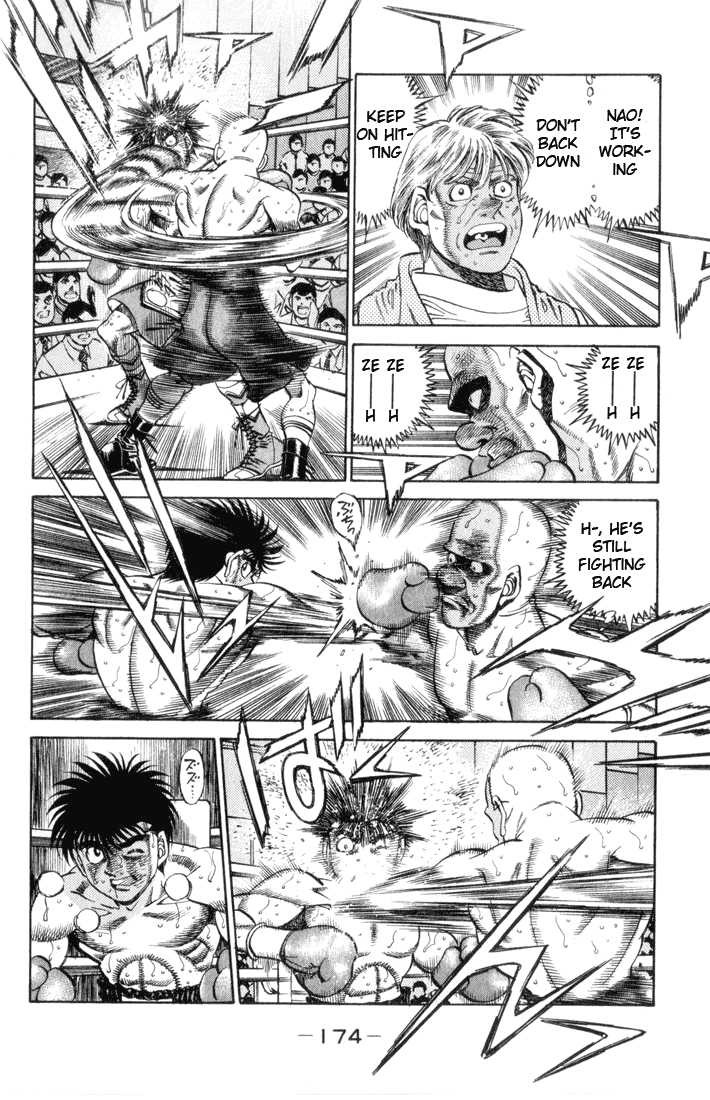 NAO!
IT'S
WORK-
ING
DON'T
BACK
DOWN
KEEP
ON HIT-
TING
ZE ZE
H H
ZE ZE
H H
H-, HE'S
STILL
FIGHTING
BACK
-174-